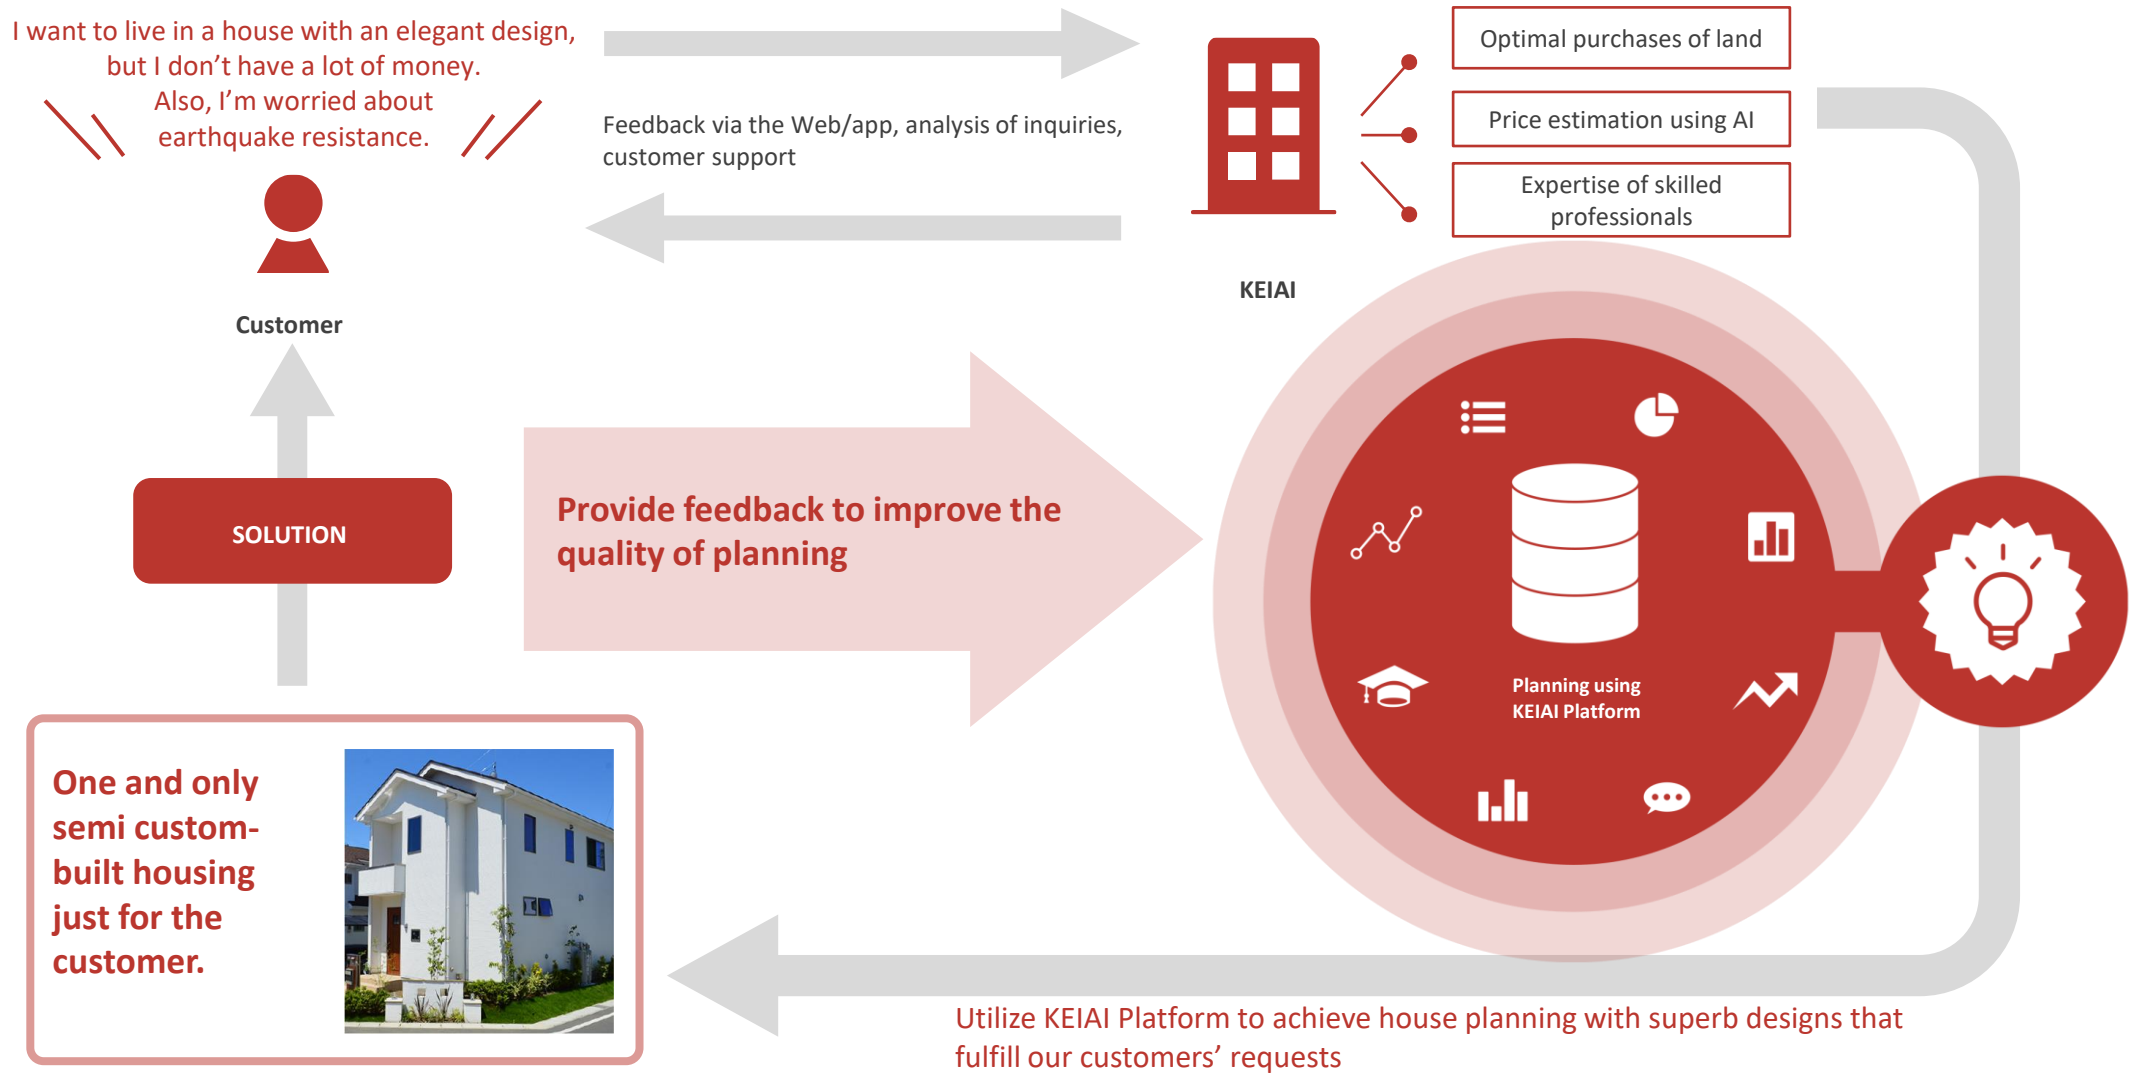 I want to live in a house with an elegant design,
but I don’t have a lot of money.
Also, I’m worried about
earthquake resistance.
Customer
Feedback via the Web/app, analysis of inquiries,
customer support
KEIAI
Optimal purchases of land
Price estimation using AI
Expertise of skilled
professionals
SOLUTION
Provide feedback to improve the
quality of planning
Planning using
KEIAI Platform
One and only
semi custom-
built housing
just for the
customer.
Utilize KEIAI Platform to achieve house planning with superb designs that
fulfill our customers’ requests